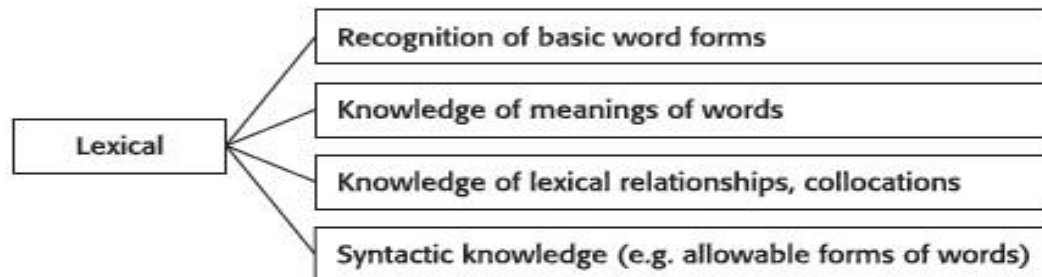 Lexical
Recognition of basic word forms
Knowledge of meanings of words
Knowledge of lexical relationships, collocations
Syntactic knowledge (e.g. allowable forms of words)